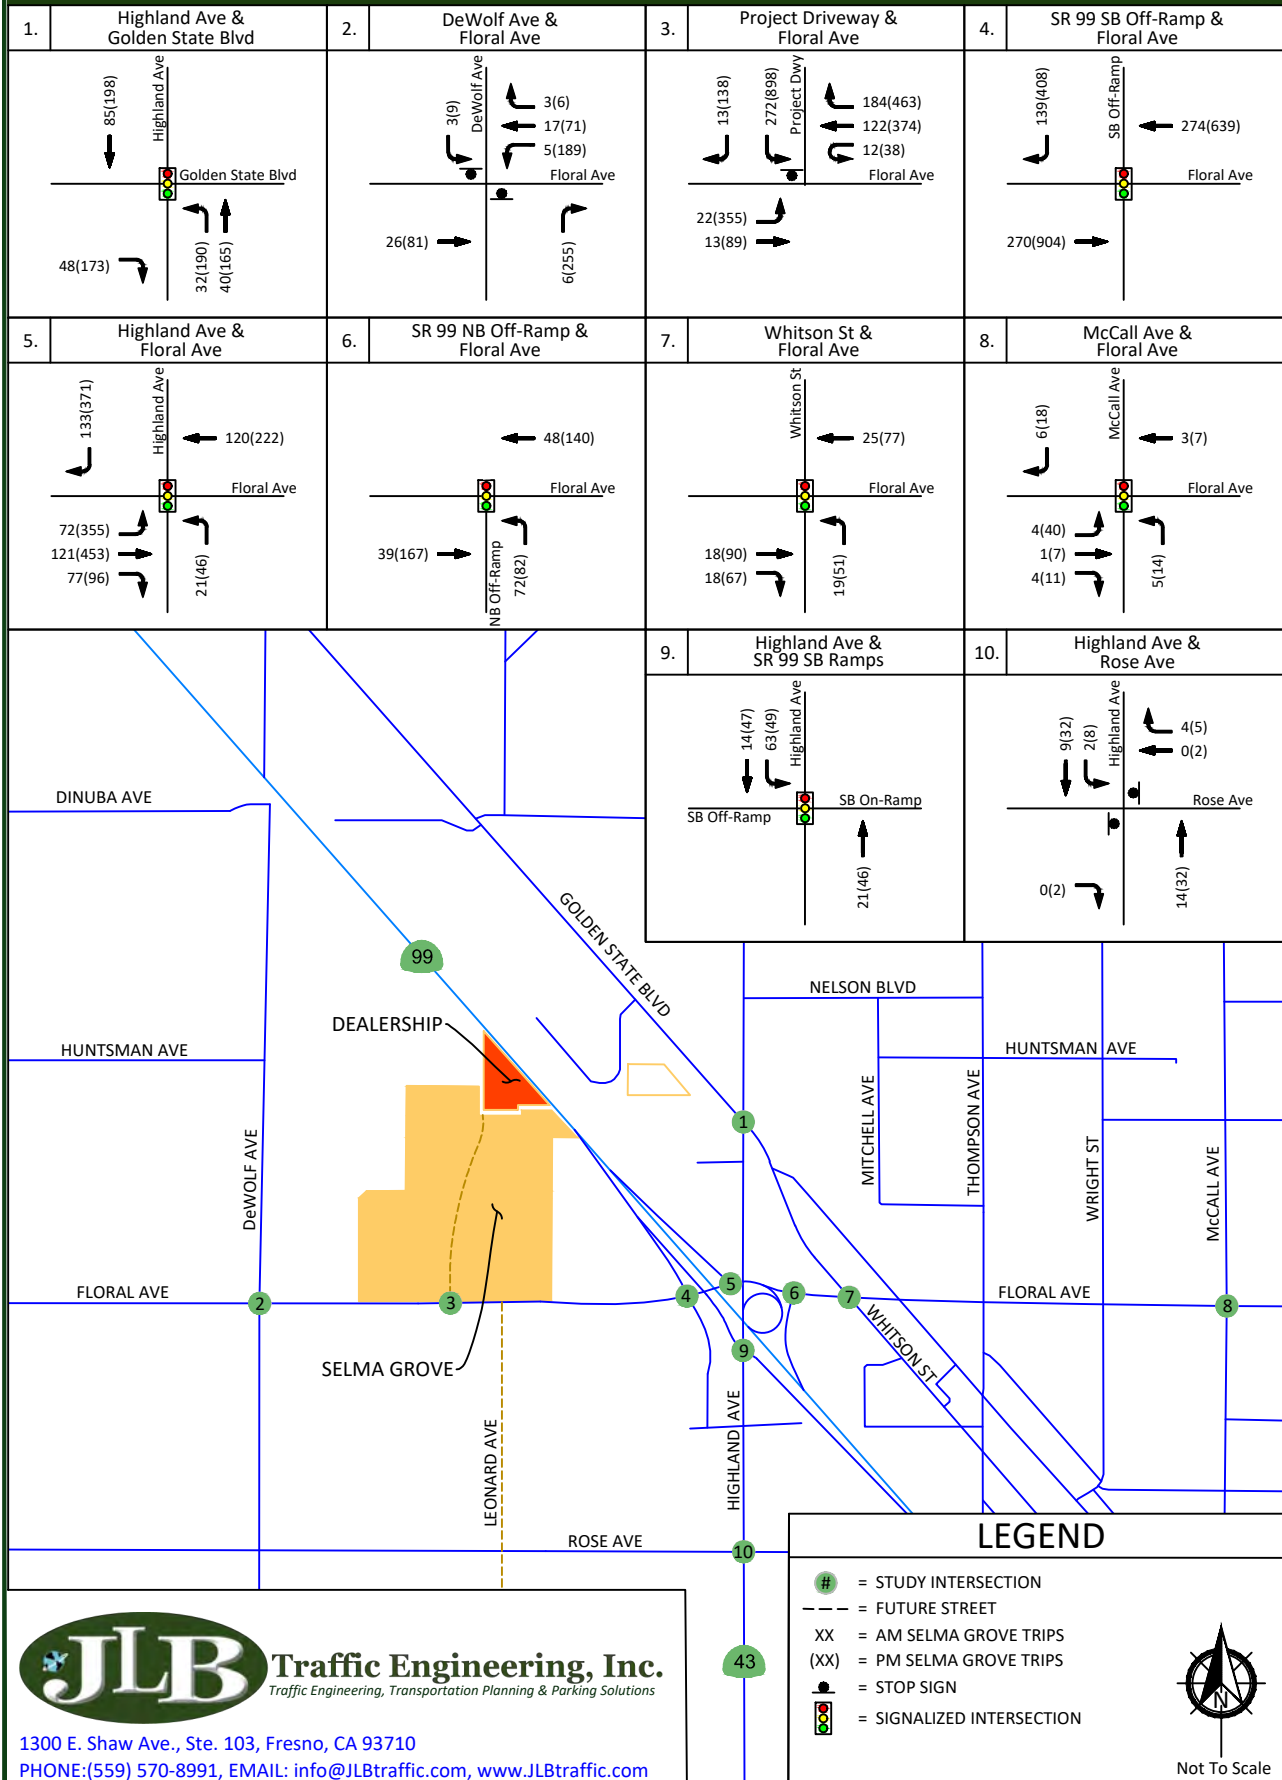 1.
Highland Ave &
Golden State Blvd
85(198)
Highland Ave
Golden State Blvd
48(173)
32(190)
40(165)
2.
DeWolf Ave &
Floral Ave
3(9)
DeWolf Ave
3(6)
17(71)
5(189)
Floral Ave
26(81)
6(255)
3.
Project Driveway &
Floral Ave
13(138)
272(898)
Project Dwy
184(463)
122(374)
12(38)
Floral Ave
22(355)
13(89)
4.
SR 99 SB Off-Ramp &
Floral Ave
139(408)
SB Off-Ramp
274(639)
Floral Ave
270(904)
5.
Highland Ave &
Floral Ave
133(371)
Highland Ave
120(222)
Floral Ave
72(355)
121(453)
77(96)
21(46)
6.
SR 99 NB Off-Ramp &
Floral Ave
48(140)
Floral Ave
39(167)
NB Off-Ramp
72(82)
7.
Whitson St &
Floral Ave
Whitson St
25(77)
Floral Ave
18(90)
18(67)
19(51)
8.
McCall Ave &
Floral Ave
6(18)
McCall Ave
3(7)
Floral Ave
4(40)
1(7)
4(11)
5(14)
9.
Highland Ave &
SR 99 SB Ramps
14(47)
63(49)
Highland Ave
SB On-Ramp
SB Off-Ramp
21(46)
10.
Highland Ave &
Rose Ave
9(32)
2(8)
Highland Ave
4(5)
0(2)
Rose Ave
0(2)
14(32)
DINUBA AVE
99
GOLDEN STATE BLVD
NELSON BLVD
DEALERSHIP
HUNTSMAN AVE
HUNTSMAN AVE
1
MITCHELL AVE
THOMPSON AVE
WRIGHT ST
McCALL AVE
DeWOLF AVE
FLORAL AVE
2
3
4
5
6
7
FLORAL AVE
8
WHITSON ST
9
SELMA GROVE
LEONARD AVE
HIGHLAND AVE
ROSE AVE
10
43
LEGEND
# = STUDY INTERSECTION
= FUTURE STREET
XX = AM SELMA GROVE TRIPS
(XX) = PM SELMA GROVE TRIPS
= STOP SIGN
= SIGNALIZED INTERSECTION
N
Not To Scale
JLB Traffic Engineering, Inc.
Traffic Engineering, Transportation Planning & Parking Solutions
1300 E. Shaw Ave., Ste. 103, Fresno, CA 93710
PHONE:(559) 570-8991, EMAIL: info@JLBtraffic.com, www.JLBtraffic.com